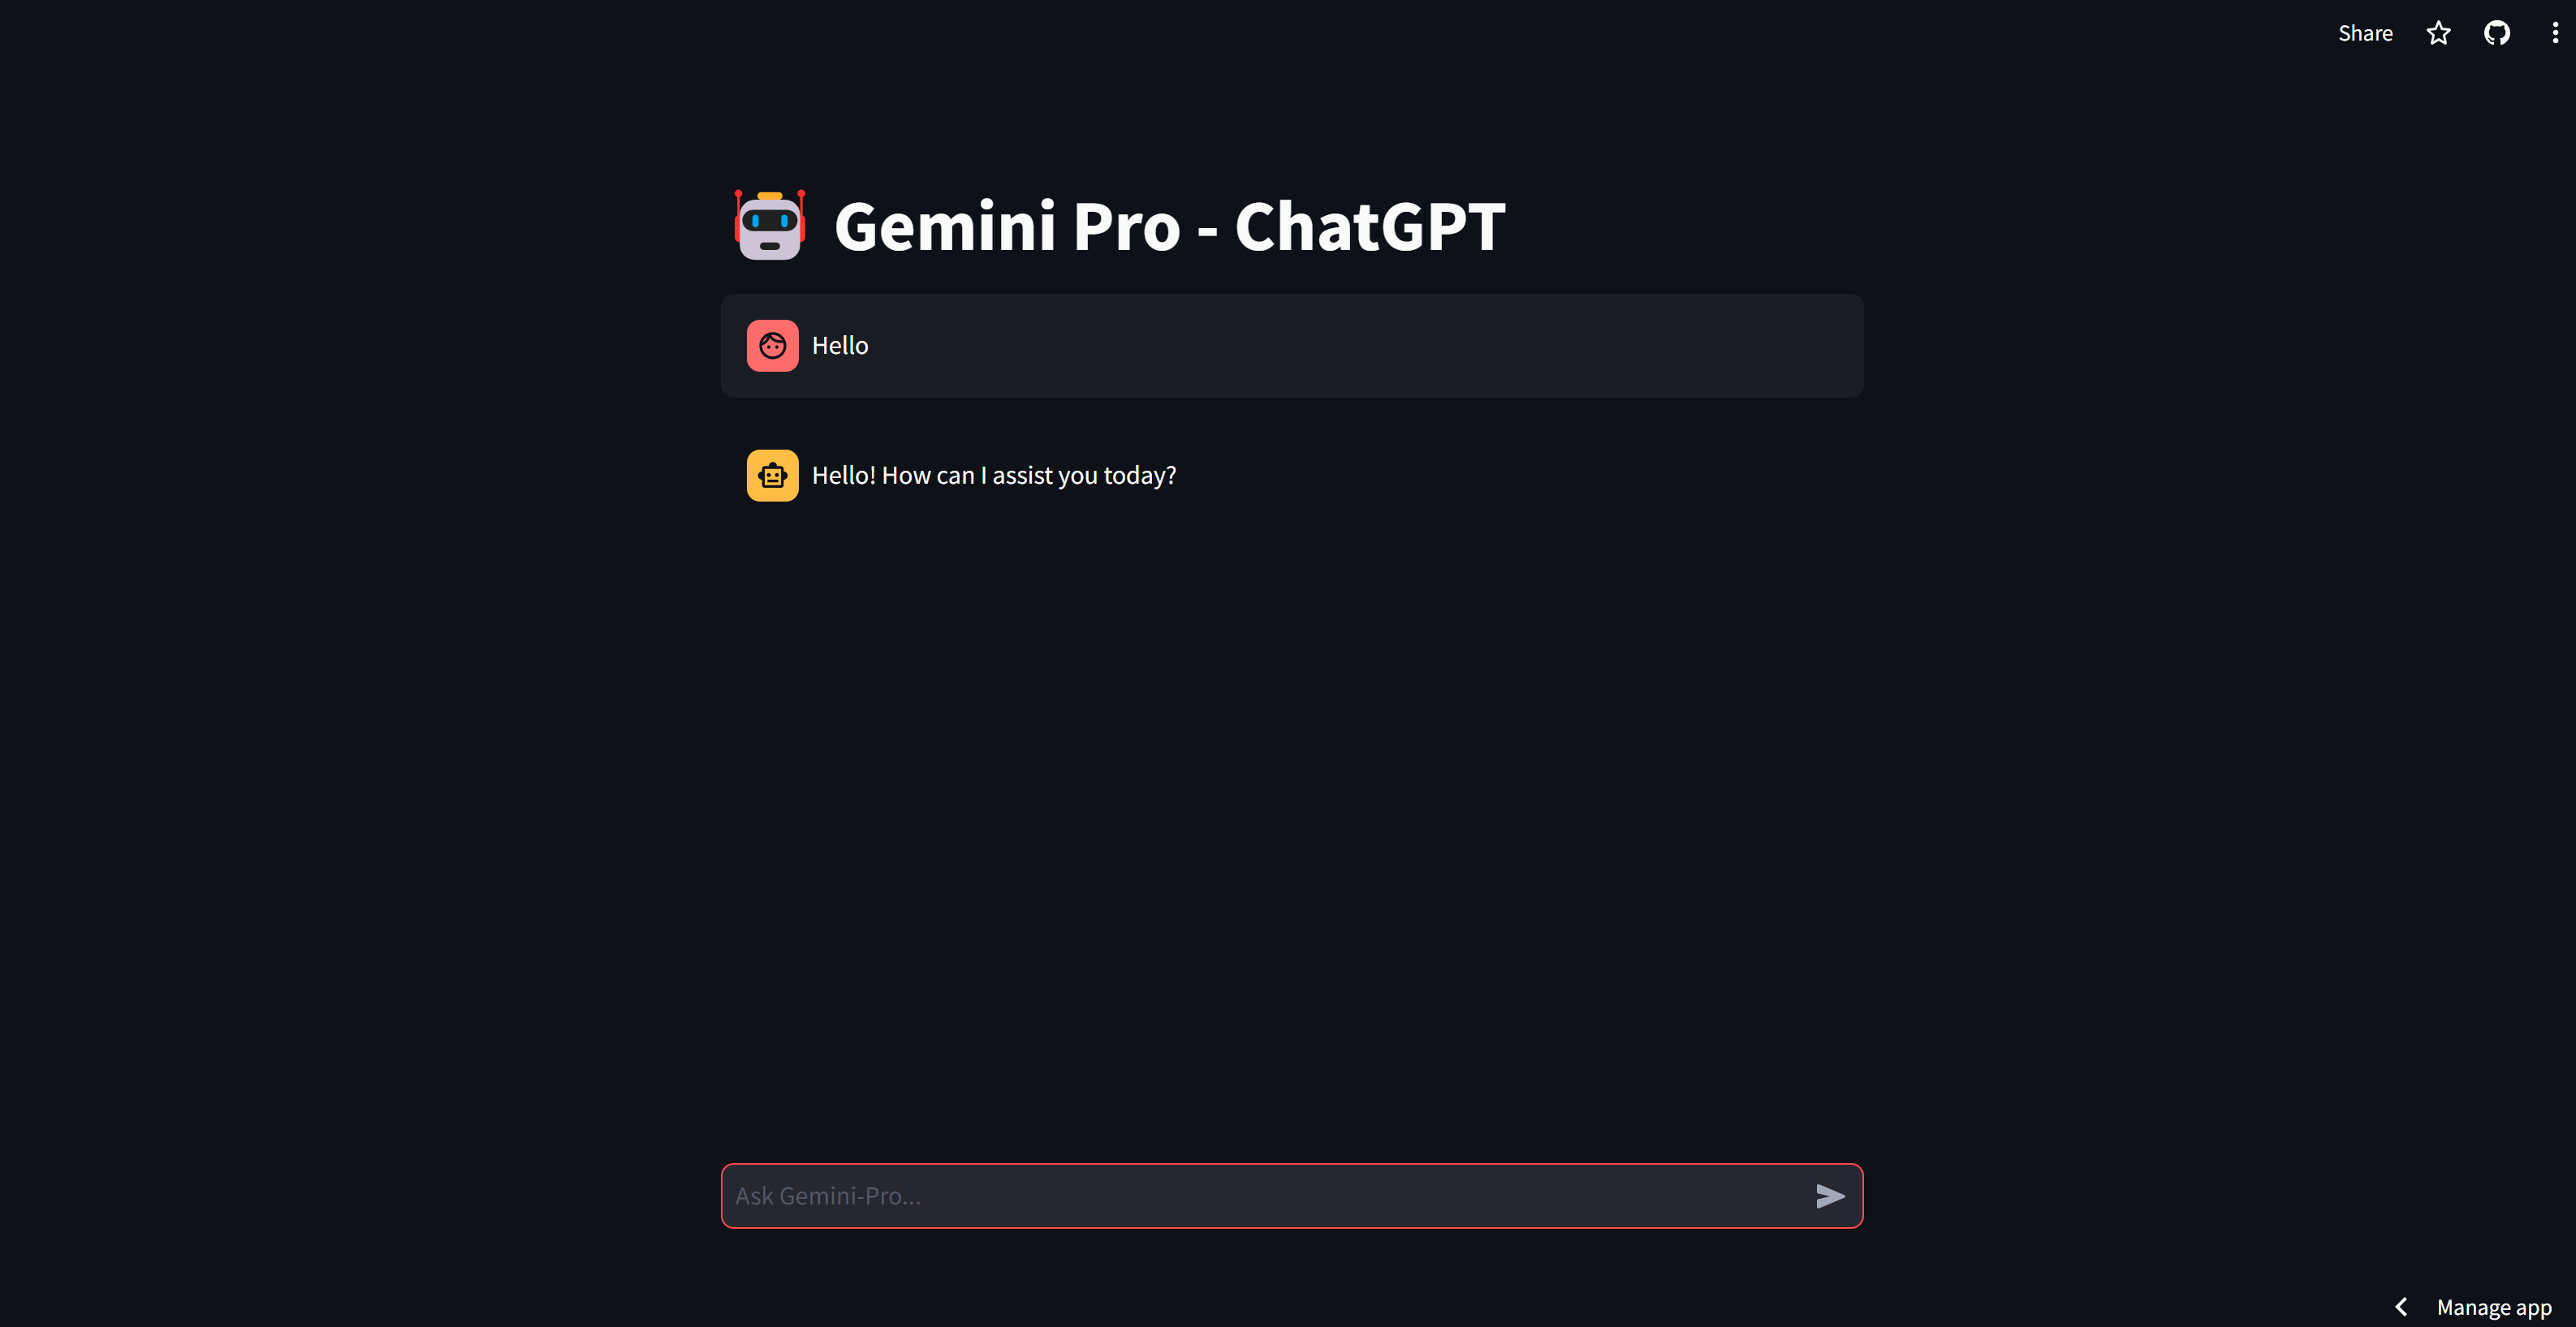 Share
Gemini Pro - ChatGPT
Hello
Hello! How can I assist you today?
Ask Gemini-Pro...
Manage app